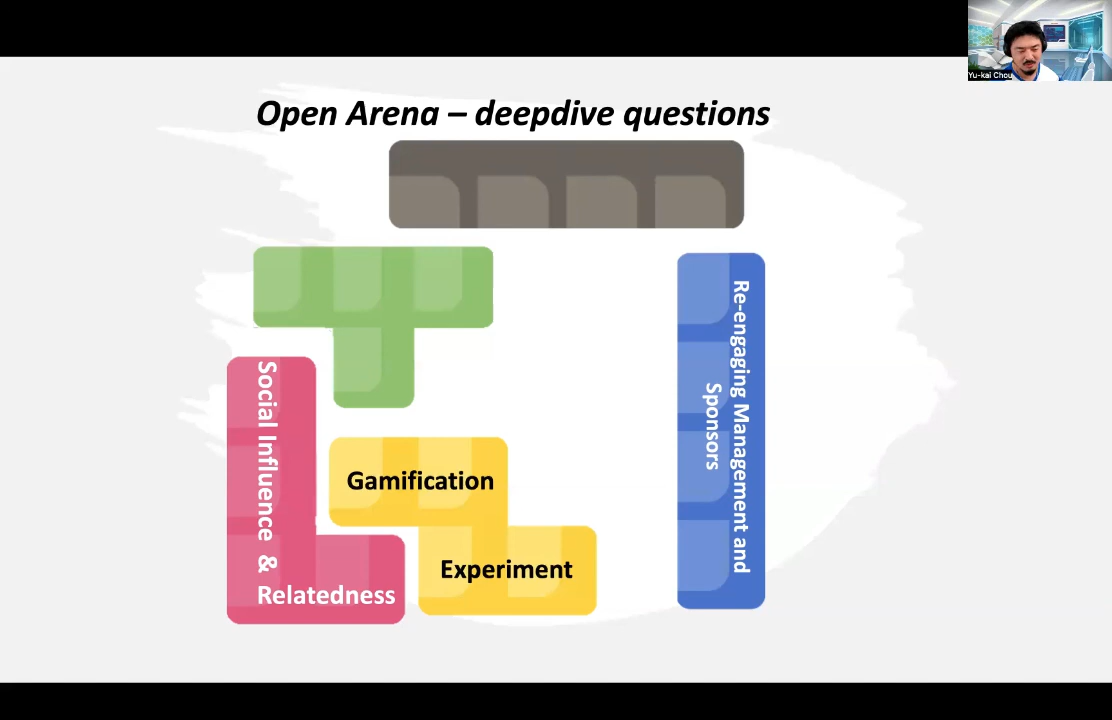 Yu-kai Chou
Open Arena – deepdive questions
Re-engaging Management and
Sponsors
Social Influence &
Relatedness
Gamification
Experiment